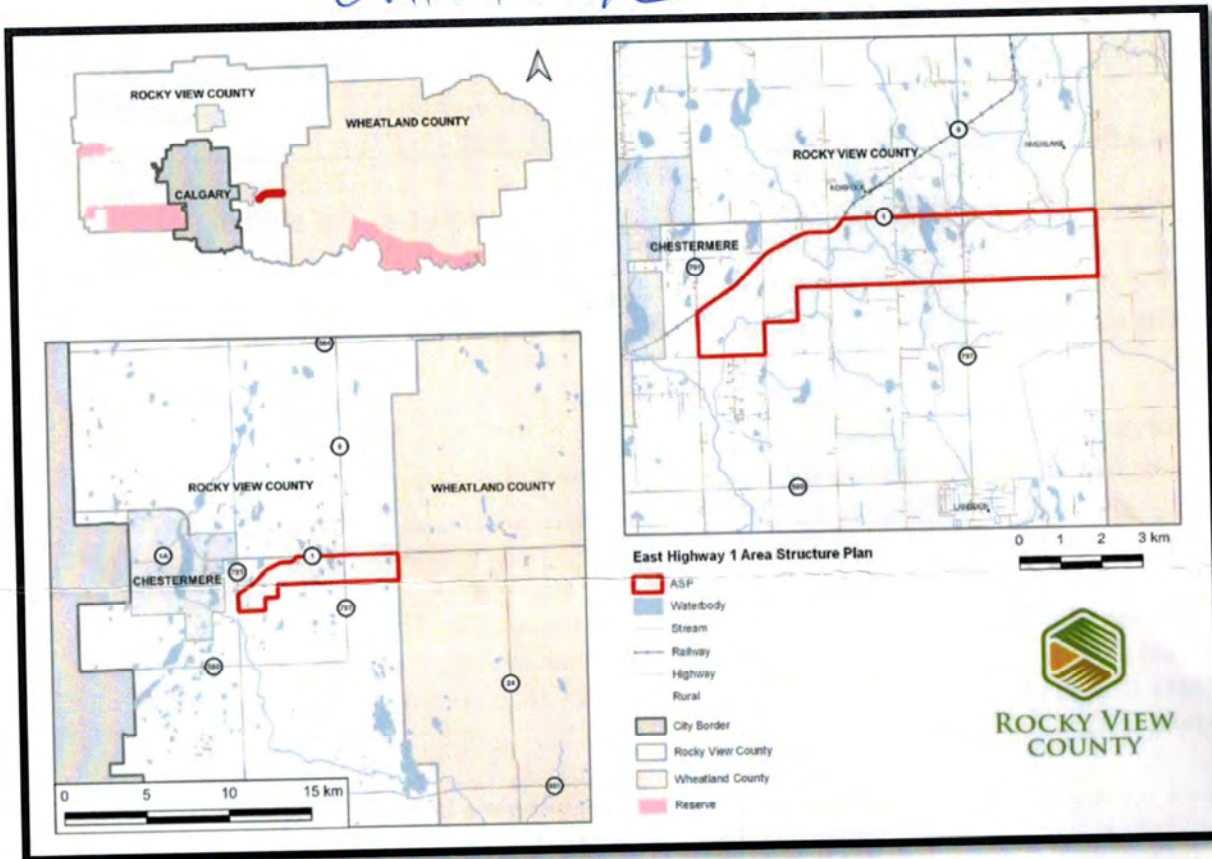 ROCKY VIEW COUNTY
WHEATLAND COUNTY
CALGARY
ROCKY VIEW COUNTY
9
1
CHESTERMERE
791
797
560
LANGDON
564
9
ROCKY VIEW COUNTY
WHEATLAND COUNTY
1A
1
CHESTERMERE
791
797
560
24
901
0 5 10 15 km
East Highway 1 Area Structure Plan
0 1 2 3 km
ASP
Waterbody
Stream
Railway
Highway
Rural
City Border
Rocky View County
Wheatland County
Reserve
ROCKY VIEW
COUNTY